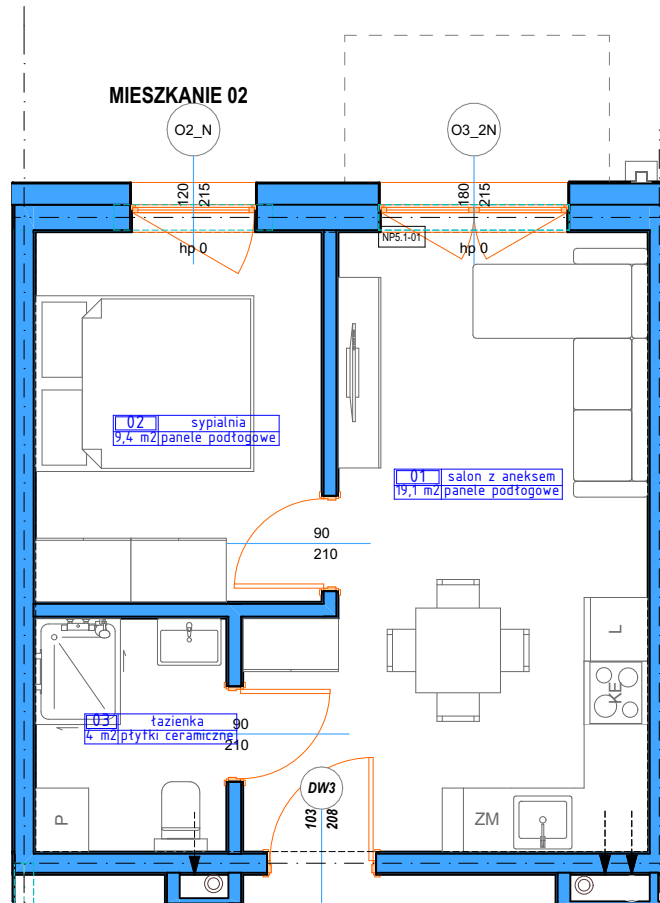 MIESZKANIE 02
O2_N
O3_2N
120
215
180
215
NP5.1-01
hp 0
hp 0
02 sypialnia
9,4 m2 panele podłogowe
01 salon z aneksem
19,1 m2 panele podłogowe
90
210
L
KE
03 łazienka
4 m2 płytki ceramiczne
90
210
DW3
103
208
P
ZM